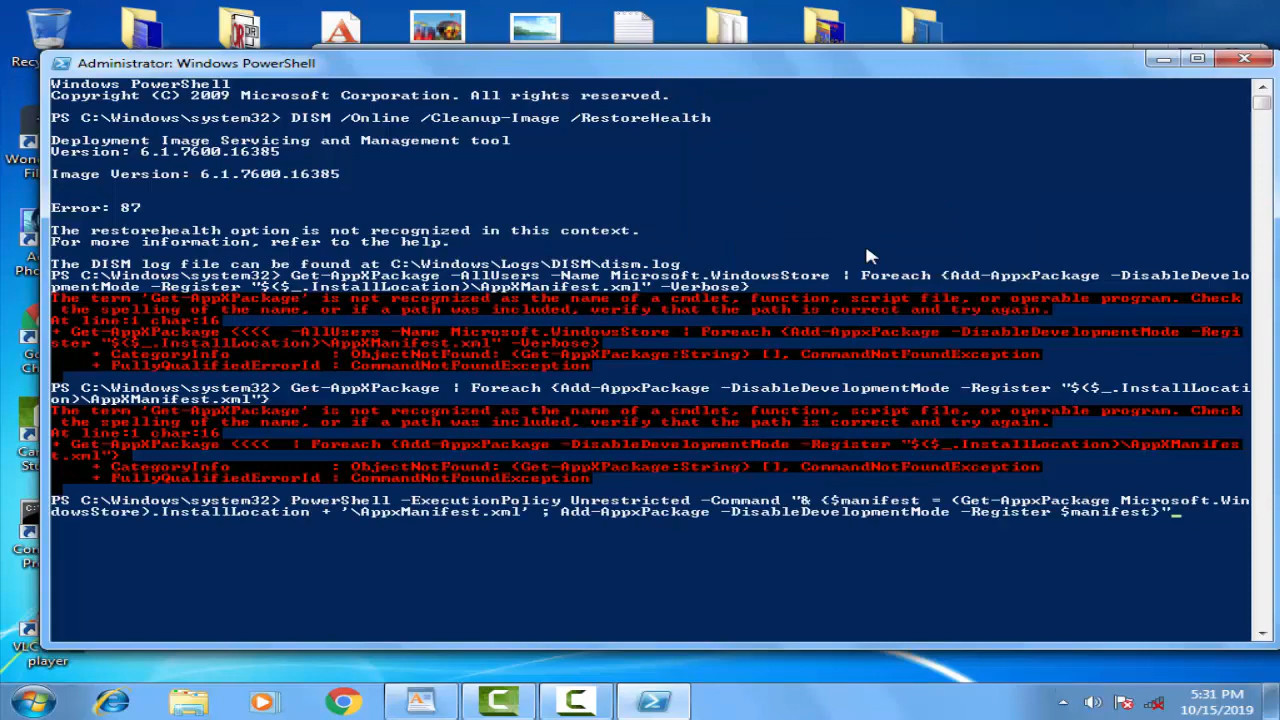 Recy
Administrator: Windows PowerShell
Windows PowerShell
Copyright (C) 2009 Microsoft Corporation. All rights reserved.
PS C:\Windows\system32> DISM /Online /Cleanup-Image /RestoreHealth
Deployment Image Servicing and Management tool
Version: 6.1.7600.16385
Image Version: 6.1.7600.16385
Error: 87
The restorehealth option is not recognized in this context.
For more information, refer to the help.
The DISM log file can be found at C:\Windows\Logs\DISM\dism.log
PS C:\Windows\system32> Get-AppXPackage -AllUsers -Name Microsoft.WindowsStore | Foreach {Add-AppxPackage -DisableDevelo
pmentMode -Register "$($_.InstallLocation)\AppXManifest.xml" -Verbose}
The term 'Get-AppXPackage' is not recognized as the name of a cmdlet, function, script file, or operable program. Check
 the spelling of the name, or if a path was included, verify that the path is correct and try again.
At line:1 char:16
+ Get-AppXPackage <<<<  -AllUsers -Name Microsoft.WindowsStore | Foreach {Add-AppxPackage -DisableDevelopmentMode -Regi
ster "$($_.InstallLocation)\AppXManifest.xml" -Verbose}
    + CategoryInfo          : ObjectNotFound: (Get-AppXPackage:String) [], CommandNotFoundException
    + FullyQualifiedErrorId : CommandNotFoundException
PS C:\Windows\system32> Get-AppXPackage | Foreach {Add-AppxPackage -DisableDevelopmentMode -Register "$($_.InstallLocati
on)\AppXManifest.xml"}
The term 'Get-AppXPackage' is not recognized as the name of a cmdlet, function, script file, or operable program. Check
 the spelling of the name, or if a path was included, verify that the path is correct and try again.
At line:1 char:16
+ Get-AppXPackage <<<<  | Foreach {Add-AppxPackage -DisableDevelopmentMode -Register "$($_.InstallLocation)\AppXManifes
t.xml"}
    + CategoryInfo          : ObjectNotFound: (Get-AppXPackage:String) [], CommandNotFoundException
    + FullyQualifiedErrorId : CommandNotFoundException
PS C:\Windows\system32> PowerShell -ExecutionPolicy Unrestricted -Command "& {$manifest = (Get-AppxPackage Microsoft.Win
dowsStore).InstallLocation + '\AppxManifest.xml' ; Add-AppxPackage -DisableDevelopmentMode -Register $manifest}"_
Won
Fil
A
Pho
Go
Ch
Stu
Con
Pr
VLC
player
5:31 PM
10/15/2019